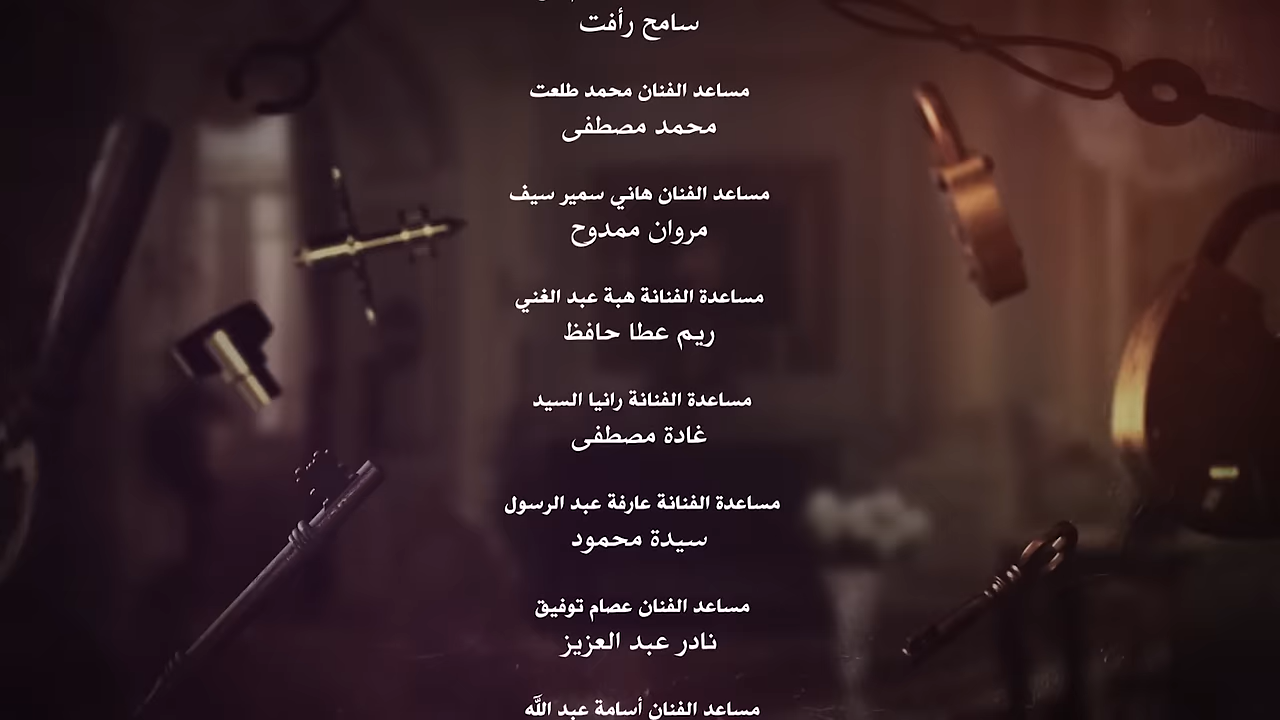 سامح رأفت
مساعد الفنان محمد طلعت
محمد مصطفى
مساعد الفنان هاني سمير سيف
مروان ممدوح
مساعدة الفنانة هبة عبد الغني
ريم عطا حافظ
مساعدة الفنانة رانيا السيد
غادة مصطفى
مساعدة الفنانة عارفة عبد الرسول
سيدة محمود
مساعد الفنان عصام توفيق
نادر عبد العزيز
مساعد الفنان أسامة عبد الله